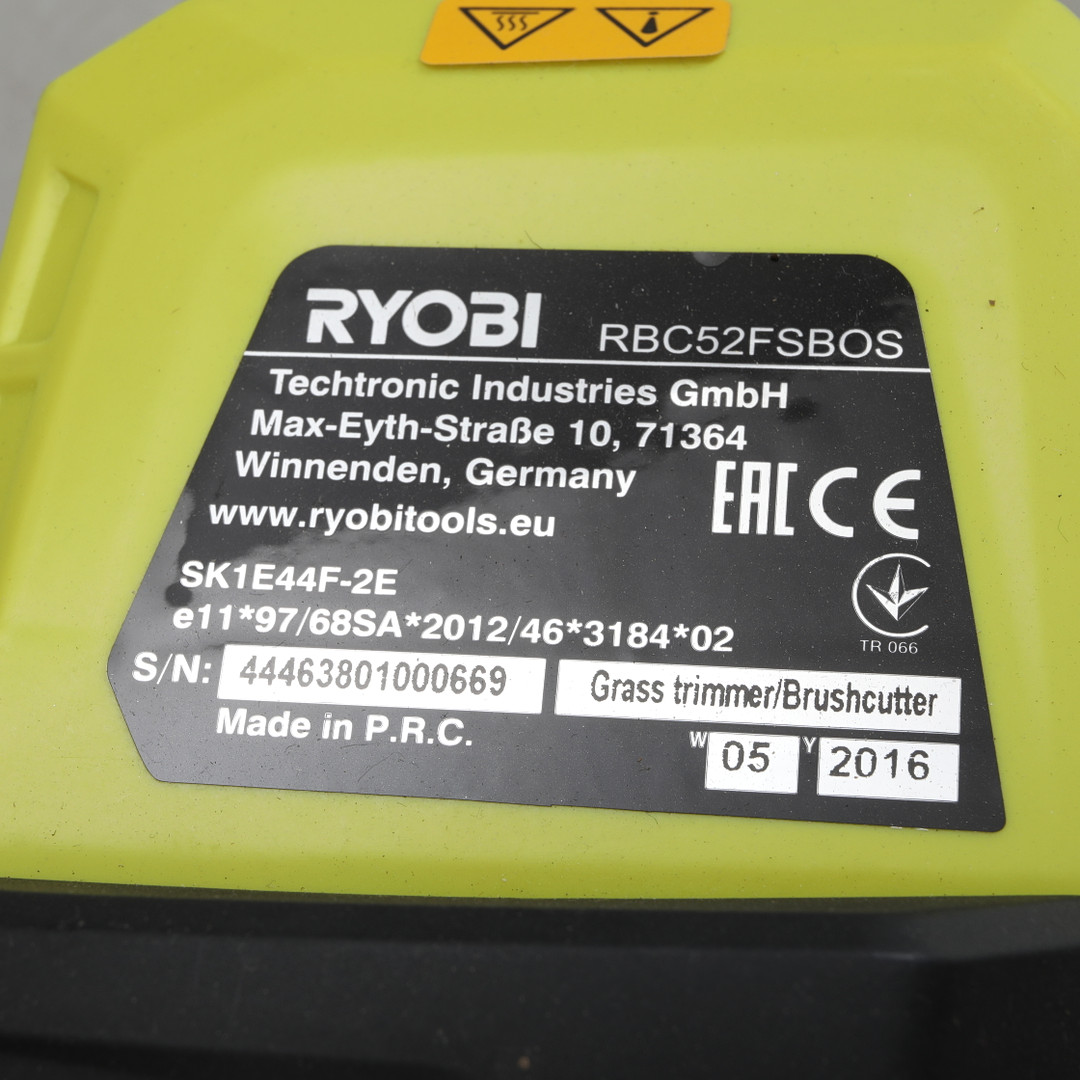 RYOBI RBC52FSBOS
Techtronic Industries GmbH
Max-Eyth-Straße 10, 71364
Winnenden, Germany
www.ryobitools.eu
EAC CE
SK1E44F-2E
e11*97/68SA*2012/46*3184*02
TR 066
S/N: 44463801000669 Grass trimmer/Brushcutter
Made in P.R.C. W 05 Y 2016